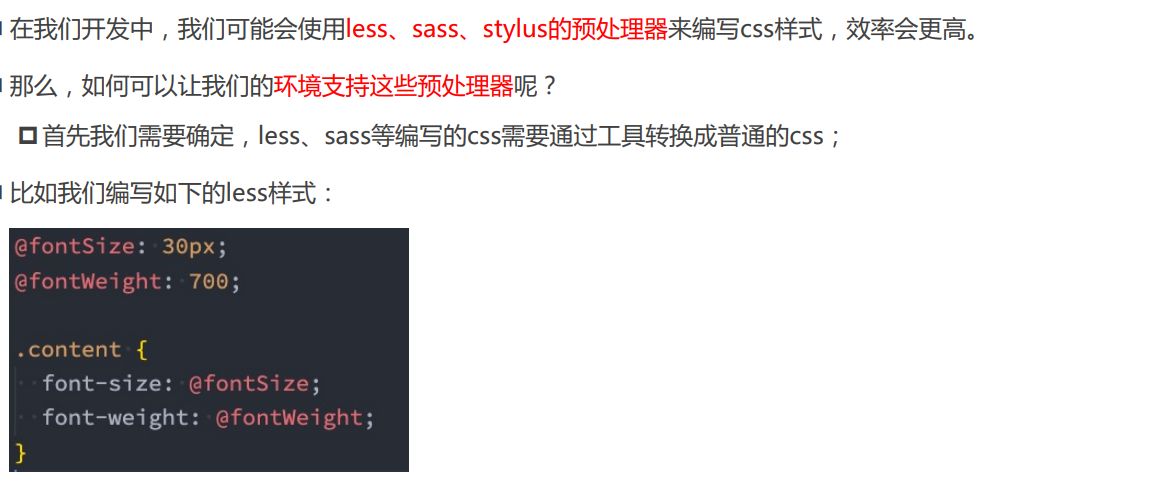 在我们开发中，我们可能会使用less、sass、stylus的预处理器来编写css样式，效率会更高。
那么，如何可以让我们的环境支持这些预处理器呢？
首先我们需要确定，less、sass等编写的css需要通过工具转换成普通的css；
比如我们编写如下的less样式：
@fontSize: 30px;
@fontWeight: 700;
.content {
  font-size: @fontSize;
  font-weight: @fontWeight;
}